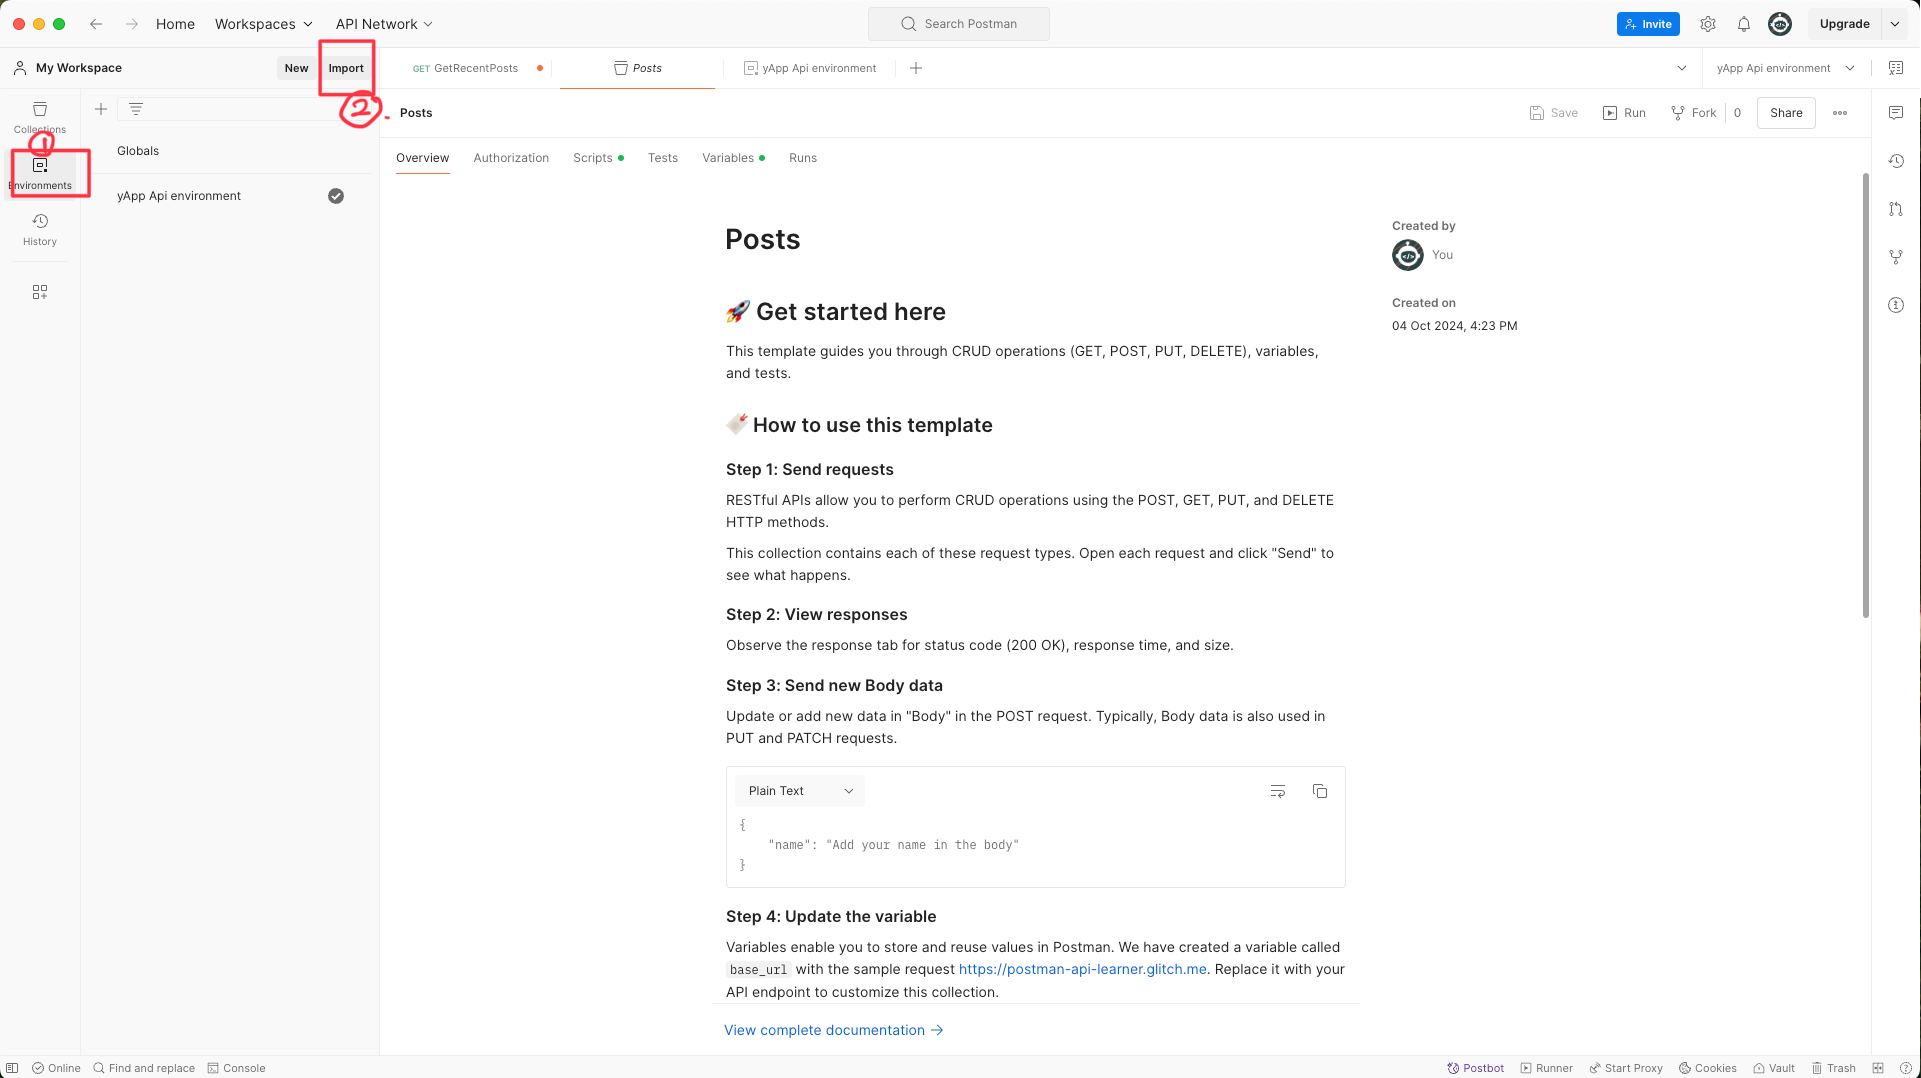 Home
Workspaces
API Network
Search Postman
Invite
Upgrade
My Workspace
New
Import
GET GetRecentPosts
Posts
yApp Api environment
yApp Api environment
2.
Posts
Save
Run
Fork
0
Share
Collections
1
Environments
History
Globals
yApp Api environment
Overview
Authorization
Scripts
Tests
Variables
Runs
Posts
🚀 Get started here
This template guides you through CRUD operations (GET, POST, PUT, DELETE), variables,
and tests.
How to use this template
Step 1: Send requests
RESTful APIs allow you to perform CRUD operations using the POST, GET, PUT, and DELETE
HTTP methods.
This collection contains each of these request types. Open each request and click "Send" to
see what happens.
Step 2: View responses
Observe the response tab for status code (200 OK), response time, and size.
Step 3: Send new Body data
Update or add new data in "Body" in the POST request. Typically, Body data is also used in
PUT and PATCH requests.
Plain Text
{
"name": "Add your name in the body"
}
Step 4: Update the variable
Variables enable you to store and reuse values in Postman. We have created a variable called
base_url with the sample request https://postman-api-learner.glitch.me. Replace it with your
API endpoint to customize this collection.
View complete documentation →
Created by
You
Created on
04 Oct 2024, 4:23 PM
Online
Find and replace
Console
Postbot
Runner
Start Proxy
Cookies
Vault
Trash